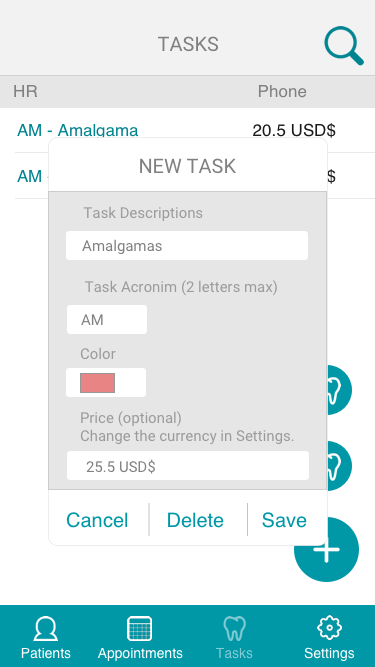 TASKS
HR Phone
AM - Amalgama 20.5 USD$
AM - $
NEW TASK
Task Descriptions
Amalgamas
Task Acronim (2 letters max)
AM
Color
Price (optional)
Change the currency in Settings.
25.5 USD$
Cancel Delete Save
Patients Appointments Tasks Settings